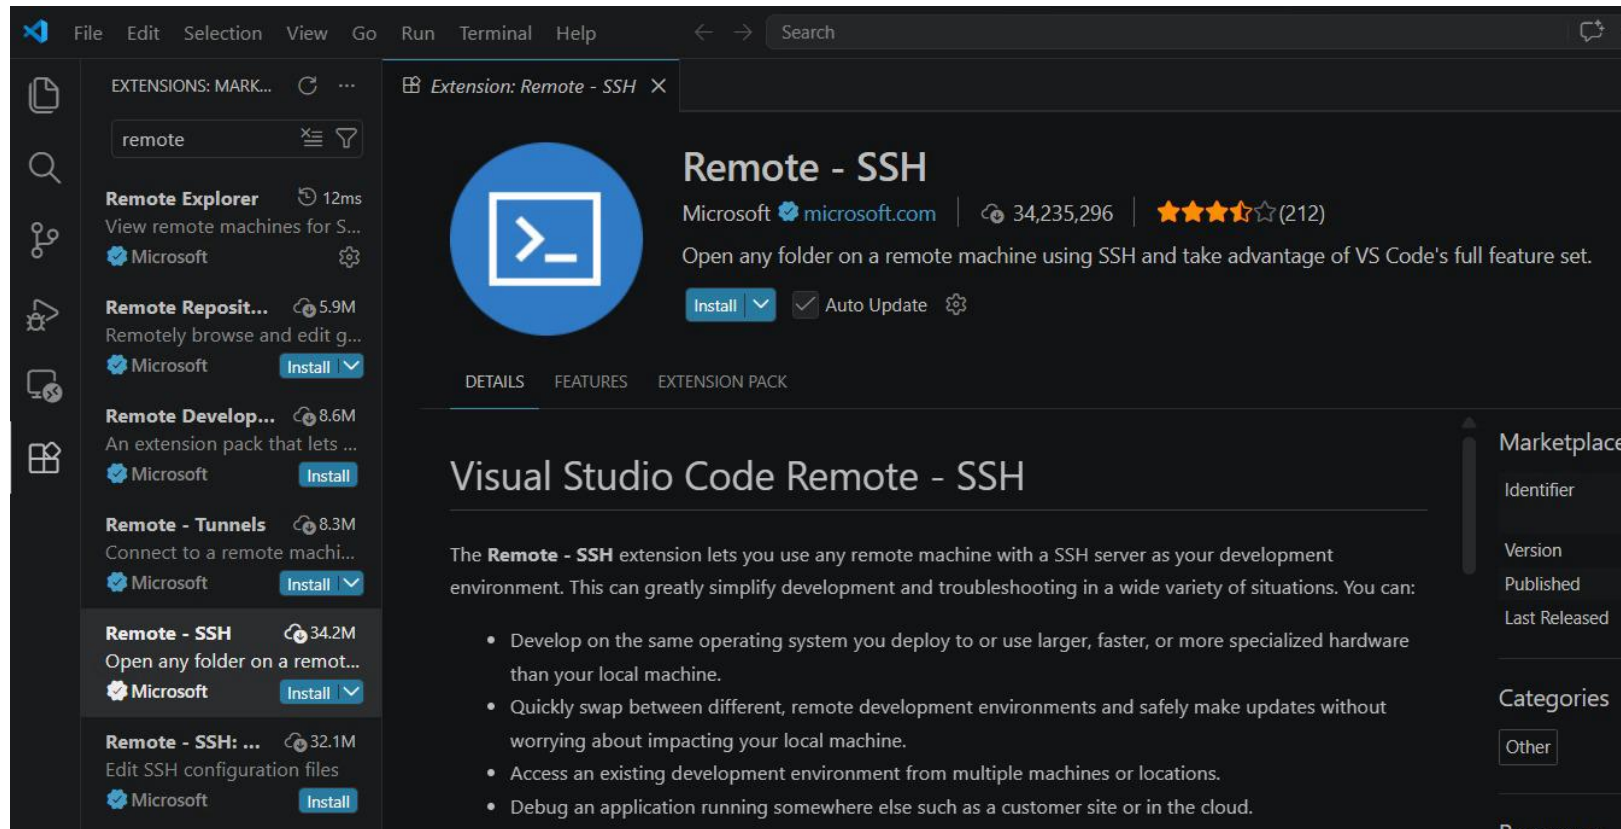 File Edit Selection View Go Run Terminal Help
Search
EXTENSIONS: MARK...
remote
Remote Explorer 12ms
View remote machines for S...
Microsoft
Remote Reposit... 5.9M
Remotely browse and edit g...
Microsoft Install
Remote Develop... 8.6M
An extension pack that lets ...
Microsoft Install
Remote - Tunnels 8.3M
Connect to a remote machi...
Microsoft Install
Remote - SSH 34.2M
Open any folder on a remot...
Microsoft Install
Remote - SSH: ... 32.1M
Edit SSH configuration files
Microsoft Install
Extension: Remote - SSH
Remote - SSH
Microsoft microsoft.com 34,235,296 (212)
Open any folder on a remote machine using SSH and take advantage of VS Code's full feature set.
Install Auto Update
DETAILS FEATURES EXTENSION PACK
Visual Studio Code Remote - SSH
The Remote - SSH extension lets you use any remote machine with a SSH server as your development
environment. This can greatly simplify development and troubleshooting in a wide variety of situations. You can:
• Develop on the same operating system you deploy to or use larger, faster, or more specialized hardware
than your local machine.
• Quickly swap between different, remote development environments and safely make updates without
worrying about impacting your local machine.
• Access an existing development environment from multiple machines or locations.
• Debug an application running somewhere else such as a customer site or in the cloud.
Marketplace
Identifier
Version
Published
Last Released
Categories
Other